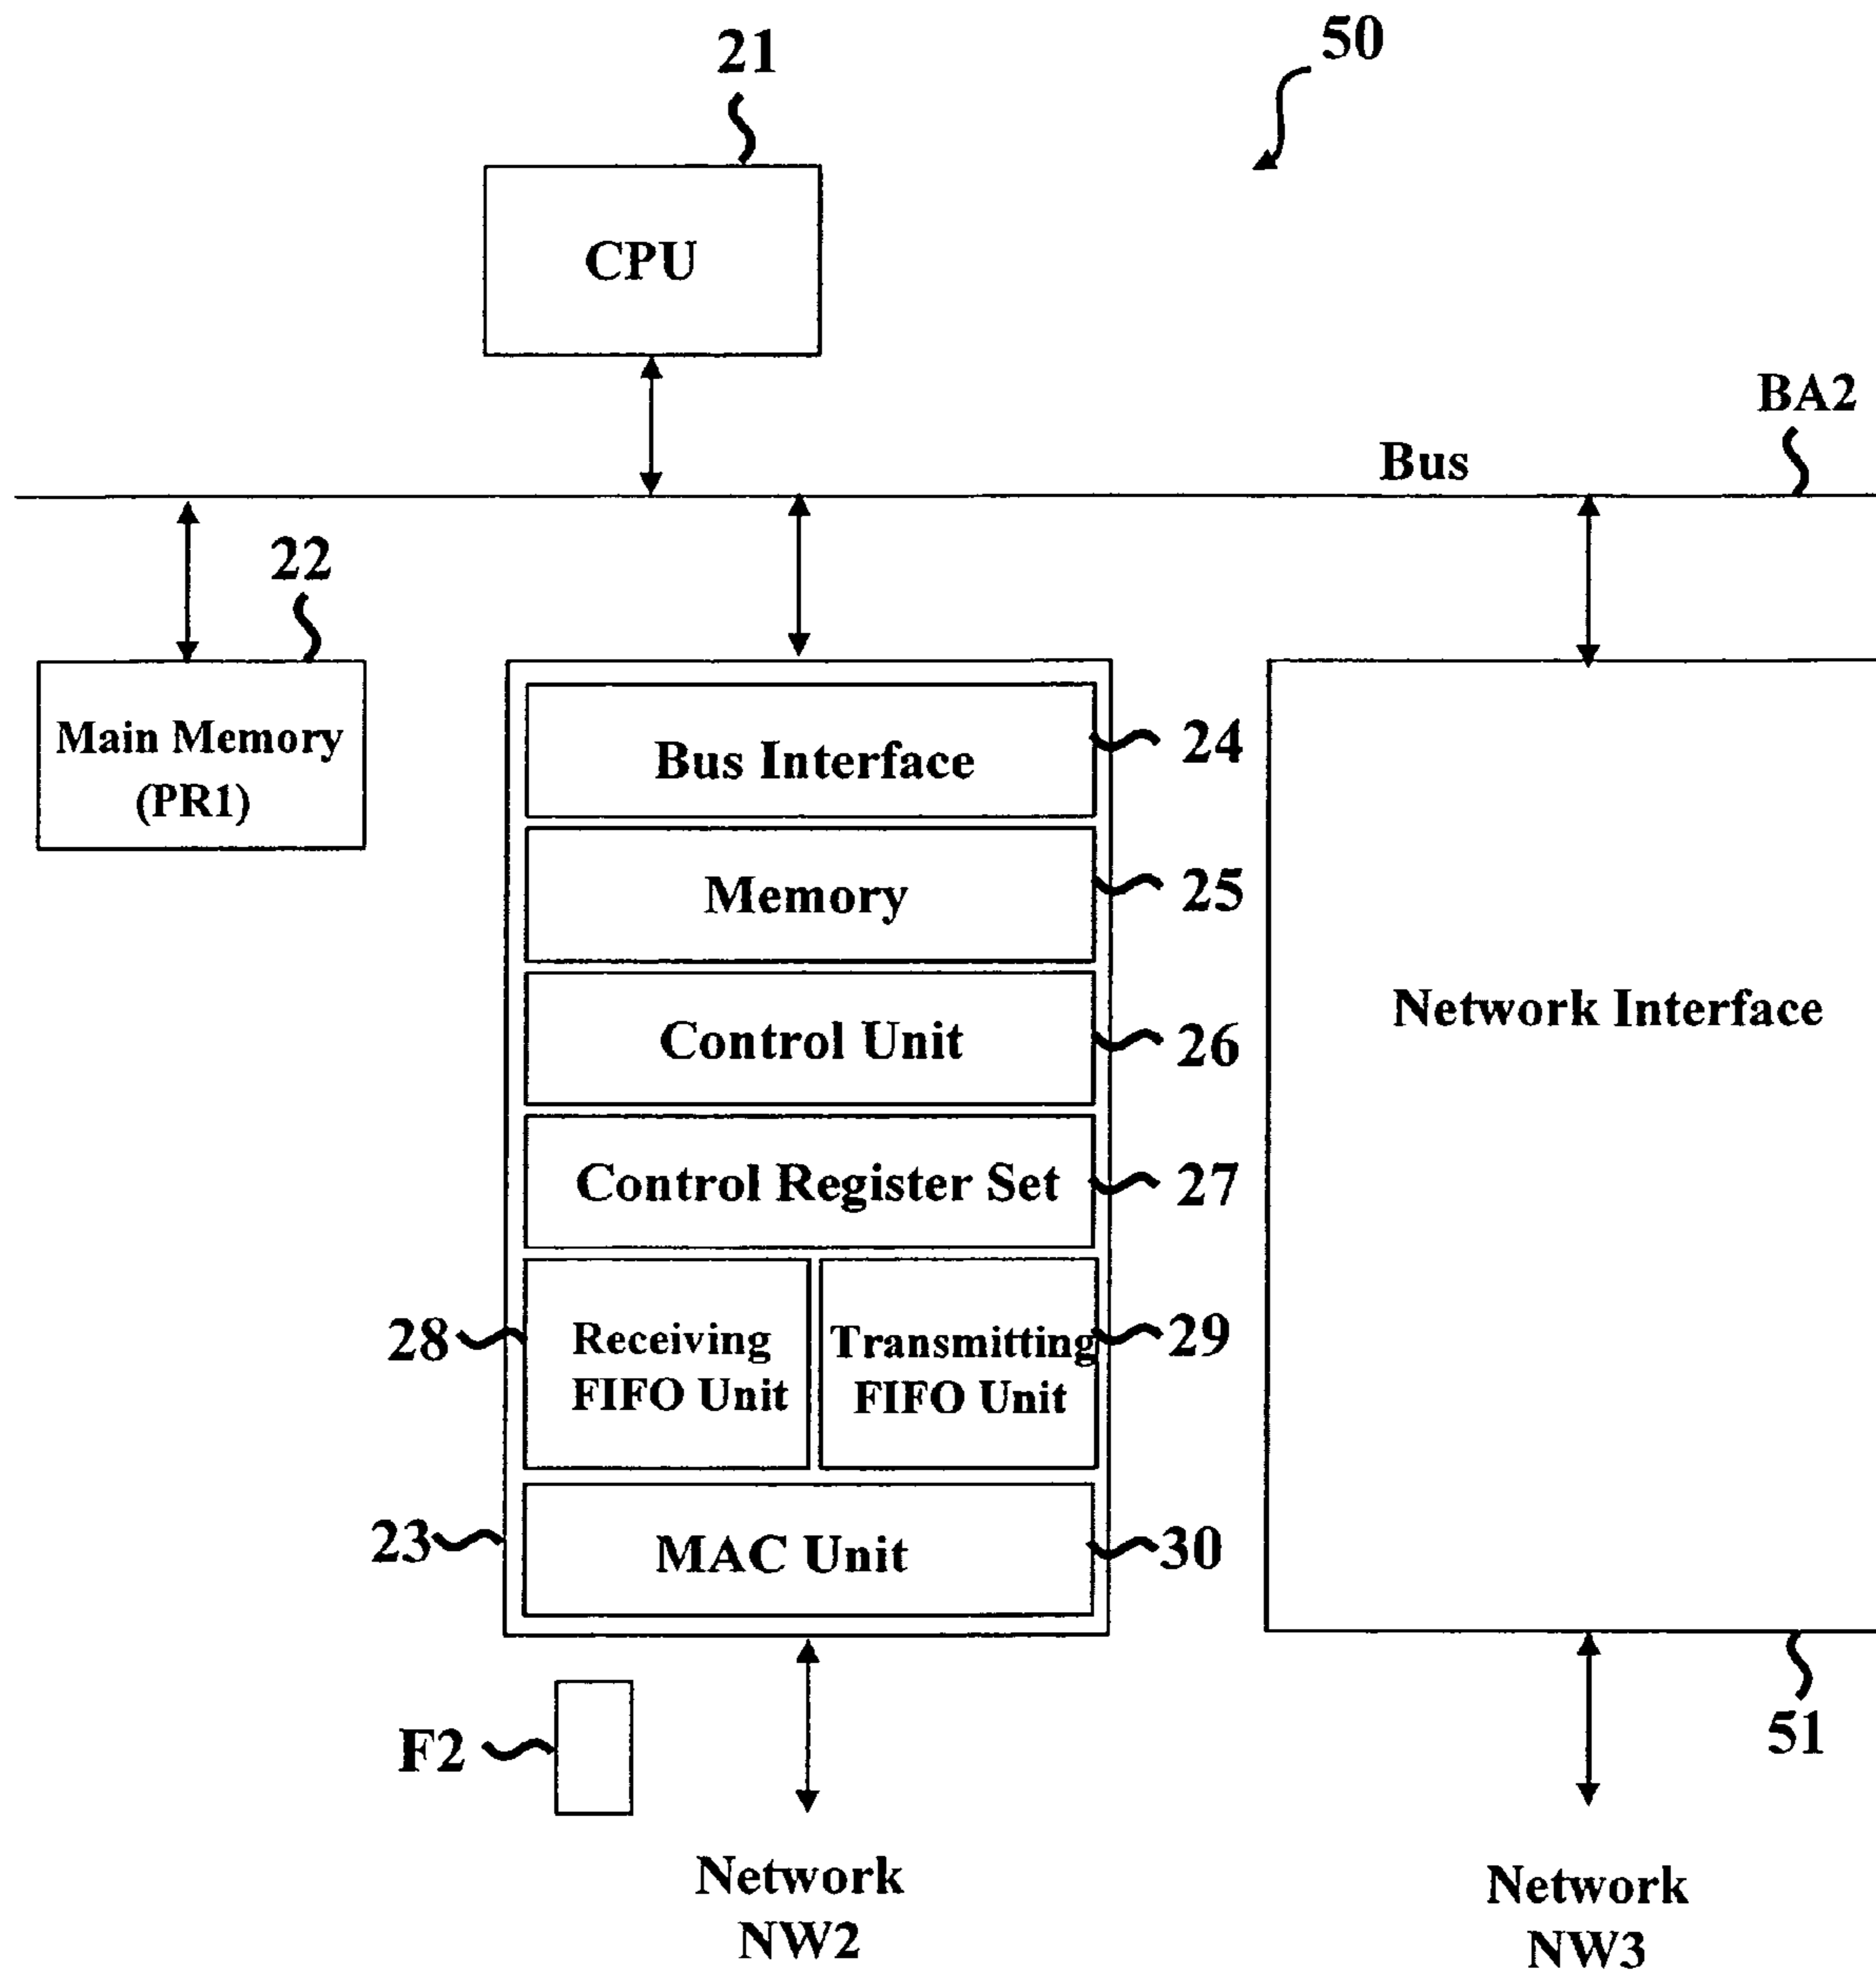 50
21
CPU
BA2
Bus
22
Main Memory
(PR1)
Bus Interface
24
Memory
25
Control Unit
26
Control Register Set
27
28
Receiving
FIFO Unit
Transmitting
FIFO Unit
29
23
MAC Unit
30
Network Interface
51
F2
Network
NW2
Network
NW3